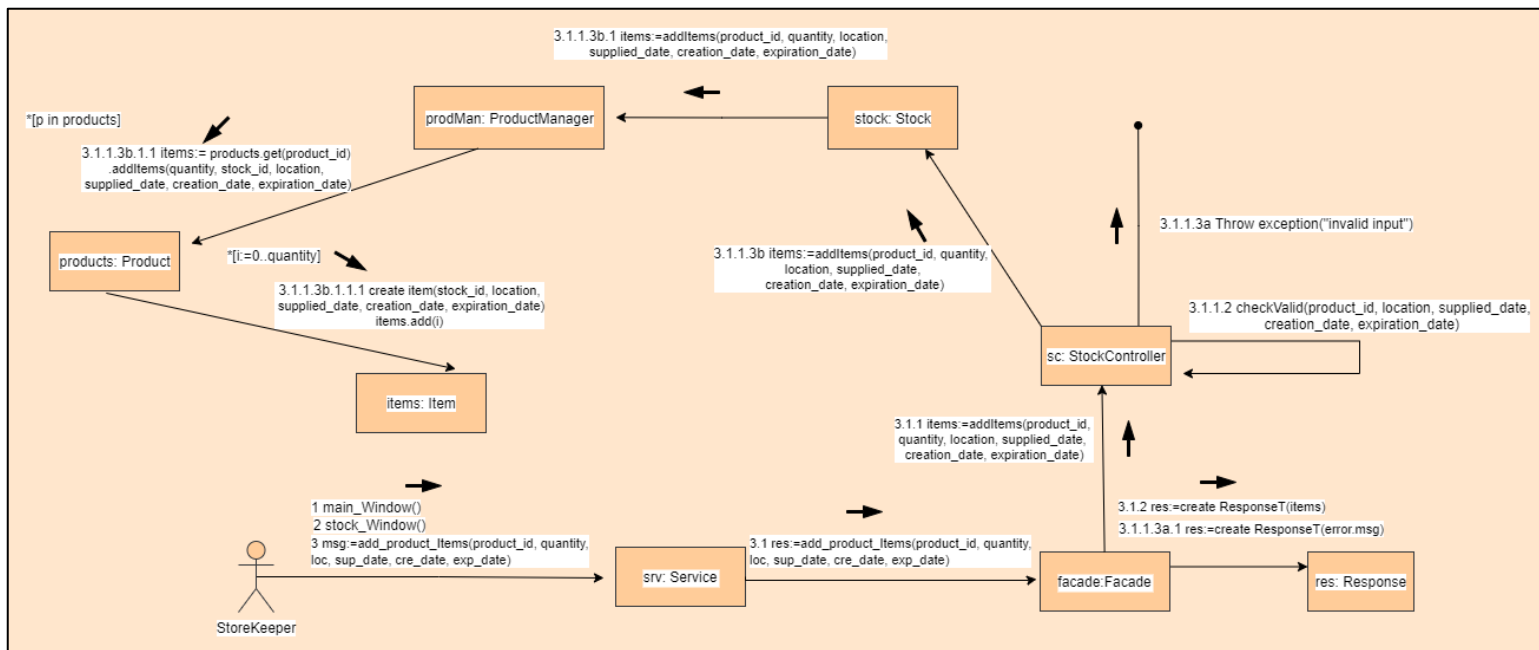 3.1.1.3b.1 items:=addItems(product_id, quantity, location,
supplied_date, creation_date, expiration_date)
prodMan: ProductManager
stock: Stock
*[p in products]
3.1.1.3b.1.1 items:= products.get(product_id)
.addItems(quantity, stock_id, location,
supplied_date, creation_date, expiration_date)
3.1.1.3a Throw exception("invalid input")
products: Product
*[i:=0..quantity]
3.1.1.3b items:=addItems(product_id, quantity,
location, supplied_date,
creation_date, expiration_date)
3.1.1.3b.1.1.1 create item(stock_id, location,
supplied_date, creation_date, expiration_date)
items.add(i)
3.1.1.2 checkValid(product_id, location, supplied_date,
creation_date, expiration_date)
sc: StockController
items: Item
3.1.1 items:=addItems(product_id,
quantity, location, supplied_date,
creation_date, expiration_date)
1 main_Window()
2 stock_Window()
3 msg:=add_product_Items(product_id, quantity,
loc, sup_date, cre_date, exp_date)
3.1 res:=add_product_Items(product_id, quantity,
loc, sup_date, cre_date, exp_date)
3.1.2 res:=create ResponseT(items)
3.1.1.3a.1 res:=create ResponseT(error.msg)
srv: Service
facade:Facade
res: Response
StoreKeeper